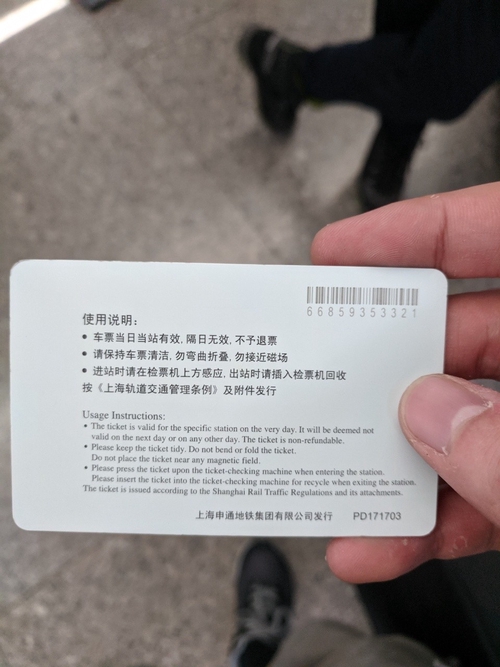 66859353321
使用说明:
• 车票当日当站有效, 隔日无效, 不予退票
• 请保持车票清洁, 勿弯曲折叠, 勿接近磁场
• 进站时请在检票机上方感应, 出站时请插入检票机回收
按《上海轨道交通管理条例》及附件发行
Usage Instructions:
• The ticket is valid for the specific station on the very day. It will be deemed not
valid on the next day or on any other day. The ticket is non-refundable.
• Please keep the ticket tidy. Do not bend or fold the ticket.
Do not place the ticket near any magnetic field.
• Please press the ticket upon the ticket-checking machine when entering the station.
Please insert the ticket into the ticket-checking machine for recycle when exiting the station.
The ticket is issued according to the Shanghai Rail Traffic Regulations and its attachments.
上海申通地铁集团有限公司发行 PD171703